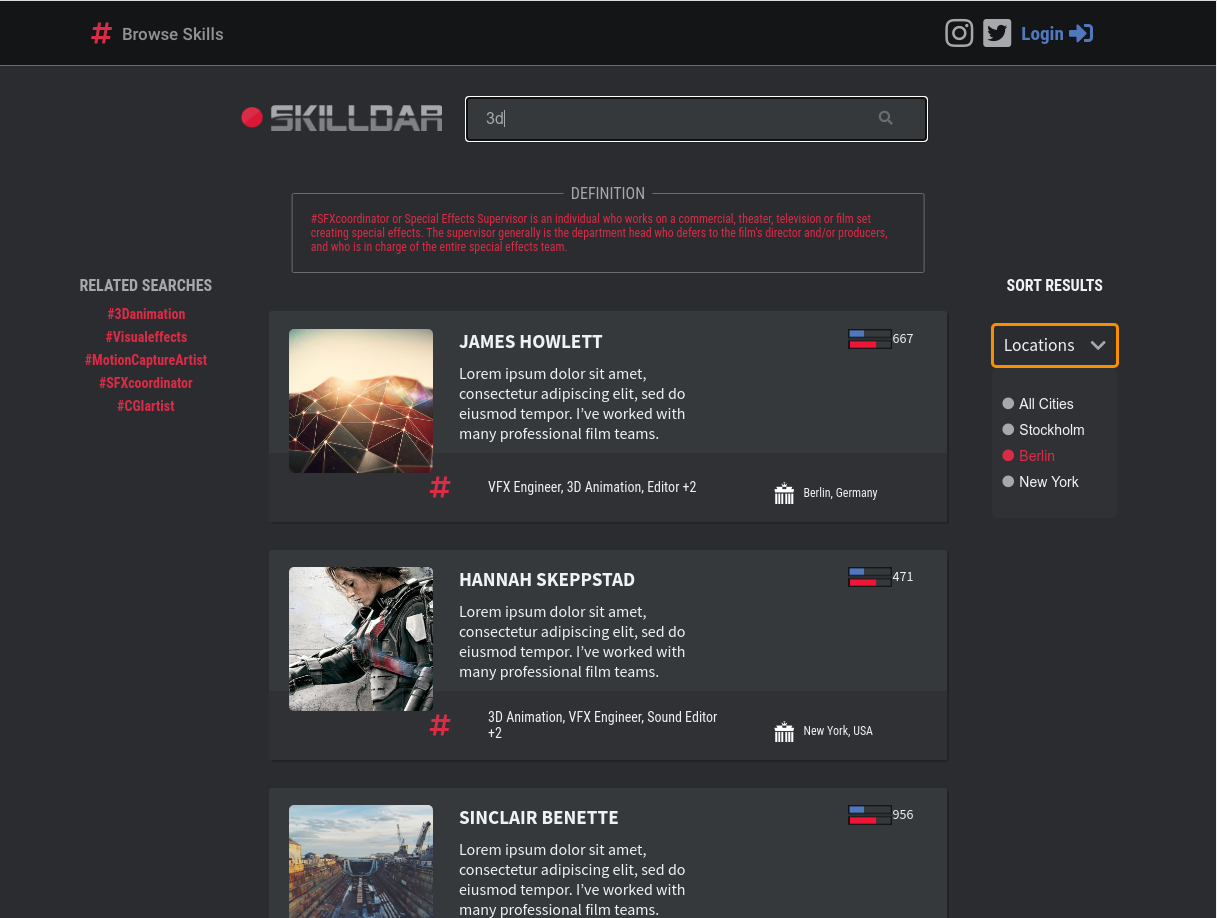 # Browse Skills
Login
SKILLDAR
3d
DEFINITION
#SFXcoordinator or Special Effects Supervisor is an individual who works on a commercial, theater, television or film set
creating special effects. The supervisor generally is the department head who defers to the film's director and/or producers,
and who is in charge of the entire special effects team.
RELATED SEARCHES
#3Danimation
#Visualeffects
#MotionCaptureArtist
#SFXcoordinator
#CGIartist
JAMES HOWLETT
667
Lorem ipsum dolor sit amet,
consectetur adipiscing elit, sed do
eiusmod tempor. I've worked with
many professional film teams.
# VFX Engineer, 3D Animation, Editor +2
Berlin, Germany
HANNAH SKEPPSTAD
471
Lorem ipsum dolor sit amet,
consectetur adipiscing elit, sed do
eiusmod tempor. I've worked with
many professional film teams.
# 3D Animation, VFX Engineer, Sound Editor
+2
New York, USA
SINCLAIR BENETTE
956
Lorem ipsum dolor sit amet,
consectetur adipiscing elit, sed do
eiusmod tempor. I've worked with
many professional film teams.
SORT RESULTS
Locations
All Cities
Stockholm
Berlin
New York